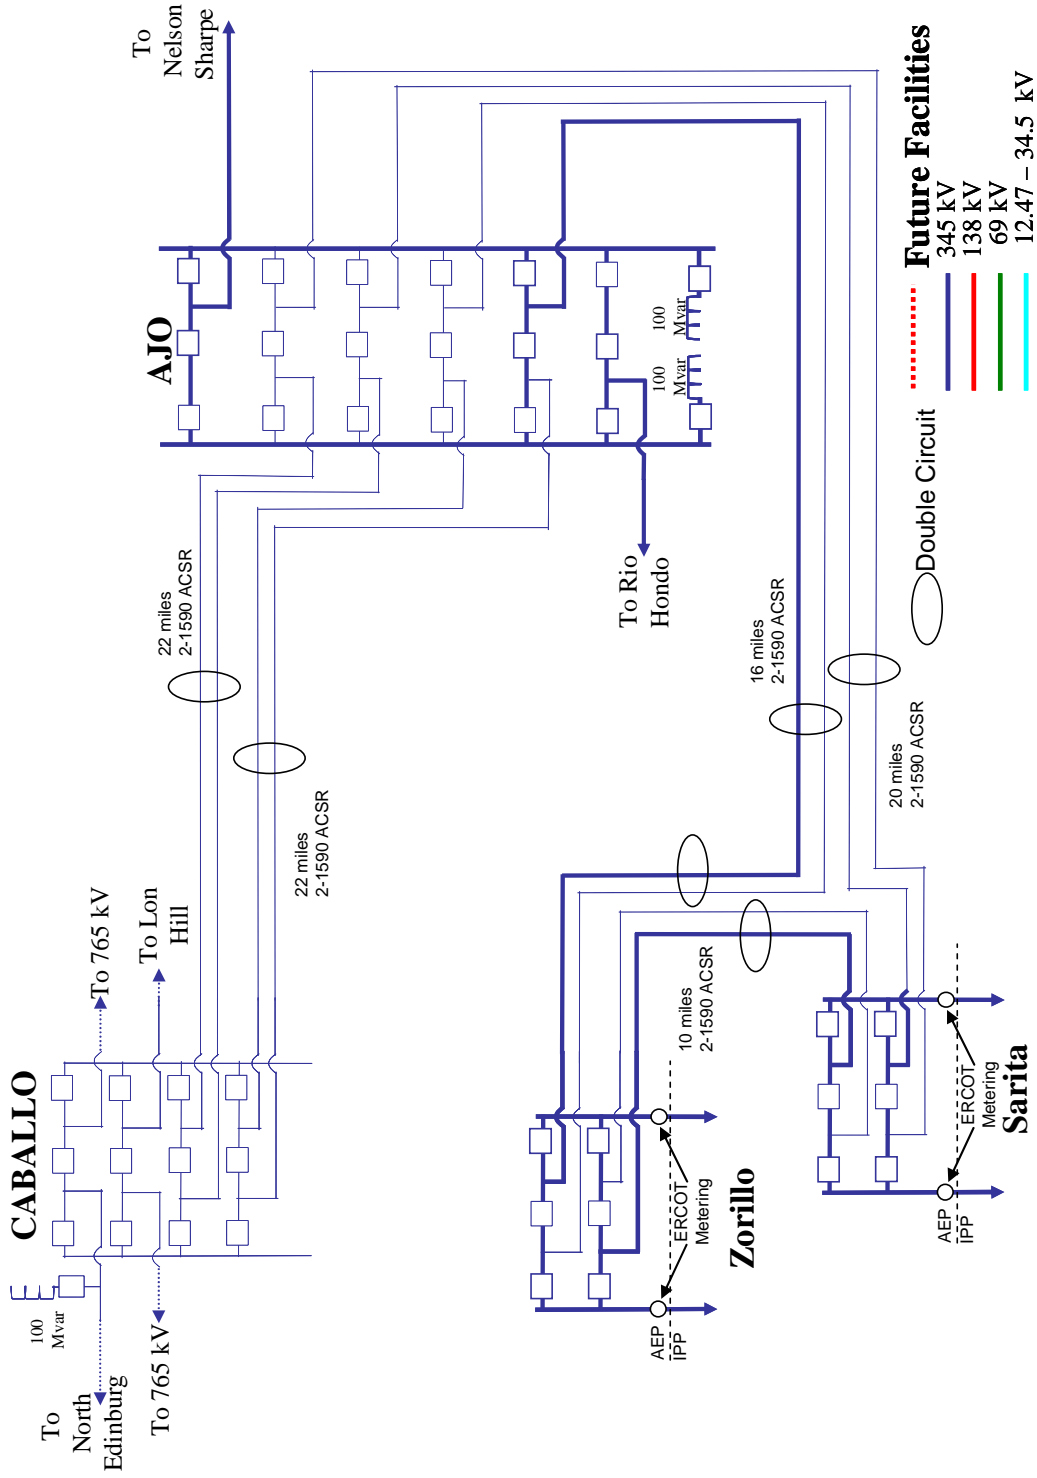 CABALLO
100
Mvar
To
North
Edinburg
To 765 kV
To 765 kV
To Lon
Hill
22 miles
2-1590 ACSR
22 miles
2-1590 ACSR
AJO
To
Nelson
Sharpe
100
Mvar
100
Mvar
To Rio
Hondo
16 miles
2-1590 ACSR
20 miles
2-1590 ACSR
10 miles
2-1590 ACSR
ERCOT
Metering
AEP
IPP
Zorillo
ERCOT
Metering
AEP
IPP
Sarita
Double Circuit
Future Facilities
345 kV
138 kV
69 kV
12.47 – 34.5 kV